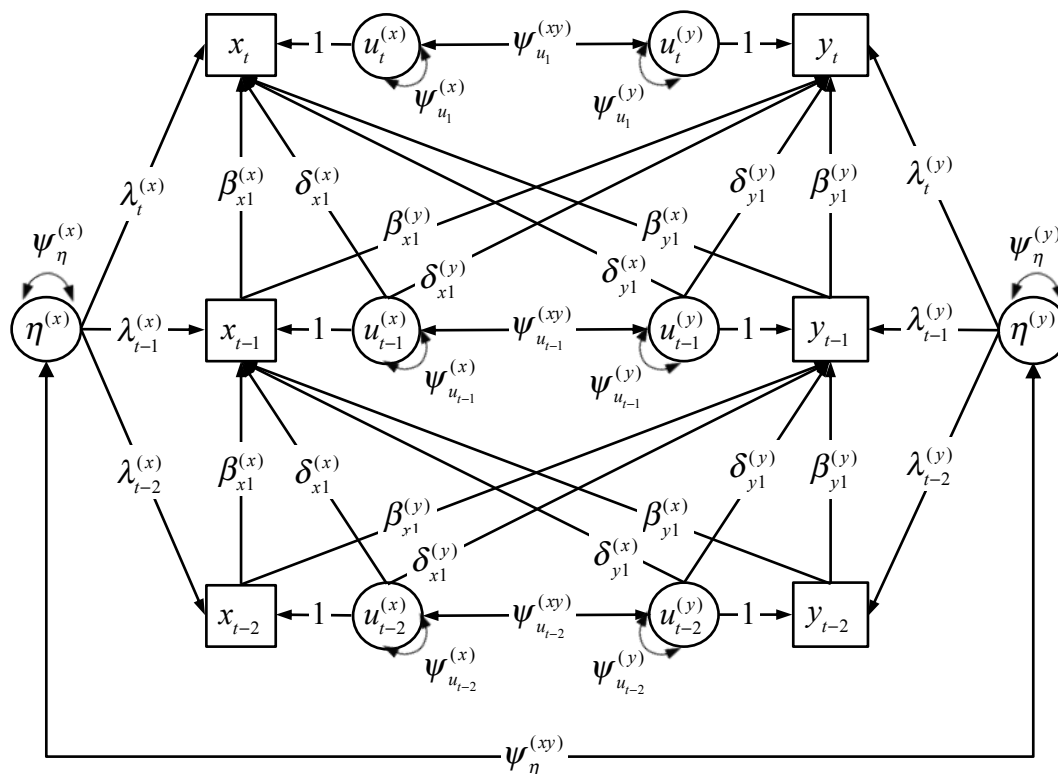 x_t 1 u_t^{(x)} ψ_{u_1}^{(xy)} u_t^{(y)} 1 y_t
ψ_{u_1}^{(x)} ψ_{u_1}^{(y)}
λ_t^{(x)} β_{x1}^{(x)} δ_{x1}^{(x)} δ_{y1}^{(y)} β_{y1}^{(y)} λ_t^{(y)}
β_{x1}^{(y)} β_{y1}^{(x)}
ψ_η^{(x)} δ_{x1}^{(y)} δ_{y1}^{(x)} ψ_η^{(y)}
η^{(x)} λ_{t-1}^{(x)} x_{t-1} 1 u_{t-1}^{(x)} ψ_{u_{t-1}}^{(xy)} u_{t-1}^{(y)} 1 y_{t-1} λ_{t-1}^{(y)} η^{(y)}
ψ_{u_{t-1}}^{(x)} ψ_{u_{t-1}}^{(y)}
λ_{t-2}^{(x)} β_{x1}^{(x)} δ_{x1}^{(x)} δ_{y1}^{(y)} β_{y1}^{(y)} λ_{t-2}^{(y)}
β_{x1}^{(y)} β_{y1}^{(x)}
δ_{x1}^{(y)} δ_{y1}^{(x)}
x_{t-2} 1 u_{t-2}^{(x)} ψ_{u_{t-2}}^{(xy)} u_{t-2}^{(y)} 1 y_{t-2}
ψ_{u_{t-2}}^{(x)} ψ_{u_{t-2}}^{(y)}
ψ_η^{(xy)}